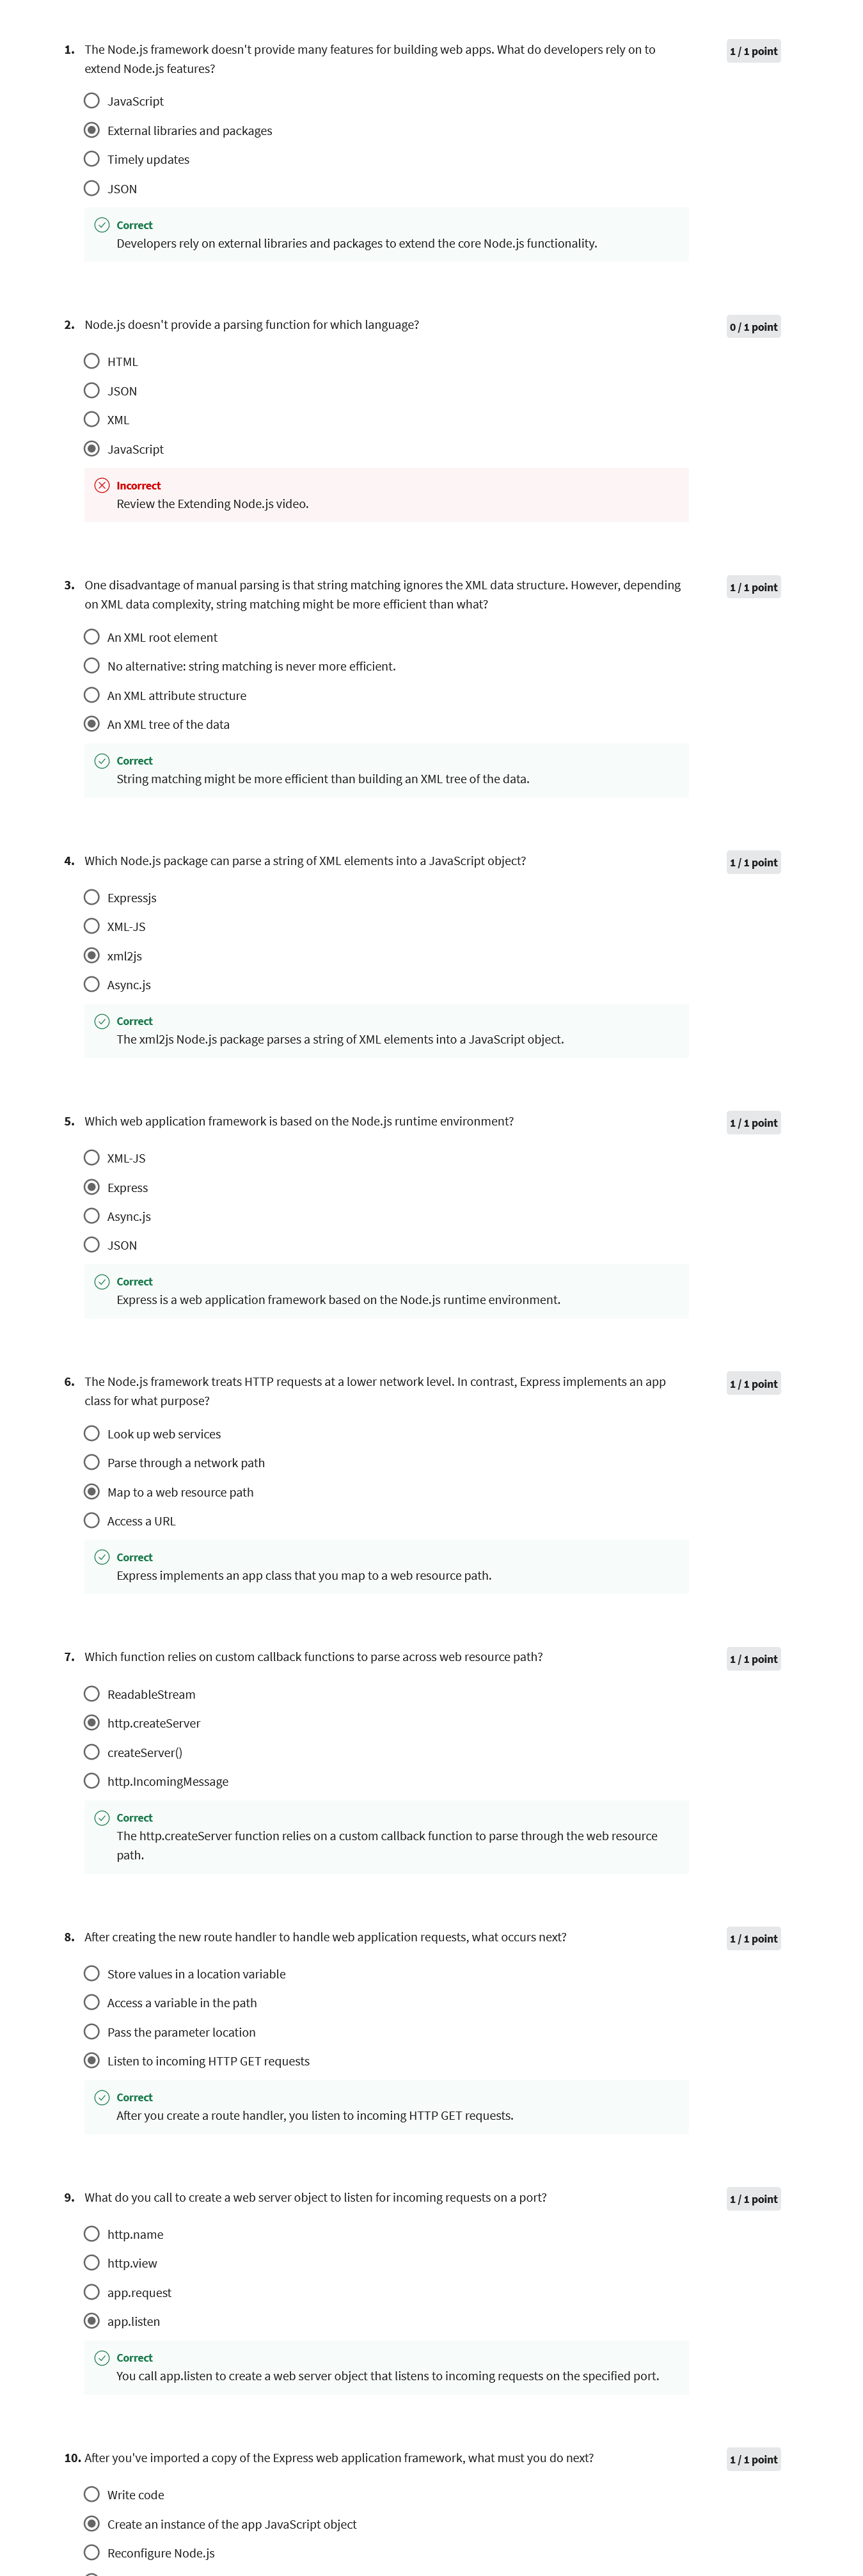 1. The Node.js framework doesn't provide many features for building web apps. What do developers rely on to
extend Node.js features?
1 / 1 point
JavaScript
External libraries and packages
Timely updates
JSON
Correct
Developers rely on external libraries and packages to extend the core Node.js functionality.
2. Node.js doesn't provide a parsing function for which language?
0 / 1 point
HTML
JSON
XML
JavaScript
Incorrect
Review the Extending Node.js video.
3. One disadvantage of manual parsing is that string matching ignores the XML data structure. However, depending
on XML data complexity, string matching might be more efficient than what?
1 / 1 point
An XML root element
No alternative: string matching is never more efficient.
An XML attribute structure
An XML tree of the data
Correct
String matching might be more efficient than building an XML tree of the data.
4. Which Node.js package can parse a string of XML elements into a JavaScript object?
1 / 1 point
Expressjs
XML-JS
xml2js
Async.js
Correct
The xml2js Node.js package parses a string of XML elements into a JavaScript object.
5. Which web application framework is based on the Node.js runtime environment?
1 / 1 point
XML-JS
Express
Async.js
JSON
Correct
Express is a web application framework based on the Node.js runtime environment.
6. The Node.js framework treats HTTP requests at a lower network level. In contrast, Express implements an app
class for what purpose?
1 / 1 point
Look up web services
Parse through a network path
Map to a web resource path
Access a URL
Correct
Express implements an app class that you map to a web resource path.
7. Which function relies on custom callback functions to parse across web resource path?
1 / 1 point
ReadableStream
http.createServer
createServer()
http.IncomingMessage
Correct
The http.createServer function relies on a custom callback function to parse through the web resource
path.
8. After creating the new route handler to handle web application requests, what occurs next?
1 / 1 point
Store values in a location variable
Access a variable in the path
Pass the parameter location
Listen to incoming HTTP GET requests
Correct
After you create a route handler, you listen to incoming HTTP GET requests.
9. What do you call to create a web server object to listen for incoming requests on a port?
1 / 1 point
http.name
http.view
app.request
app.listen
Correct
You call app.listen to create a web server object that listens to incoming requests on the specified port.
10. After you've imported a copy of the Express web application framework, what must you do next?
1 / 1 point
Write code
Create an instance of the app JavaScript object
Reconfigure Node.js